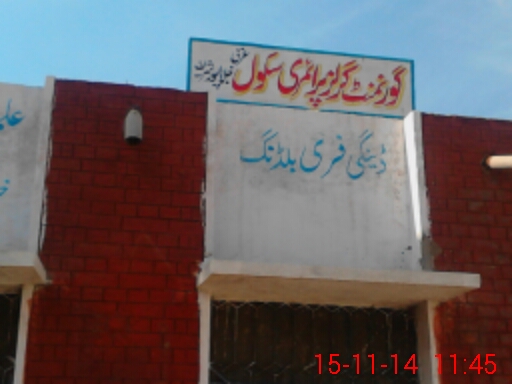 گورنمنٹ گرلز پرائمری سکول
ڈینگی فری بلڈنگ
15-11-14 11:45